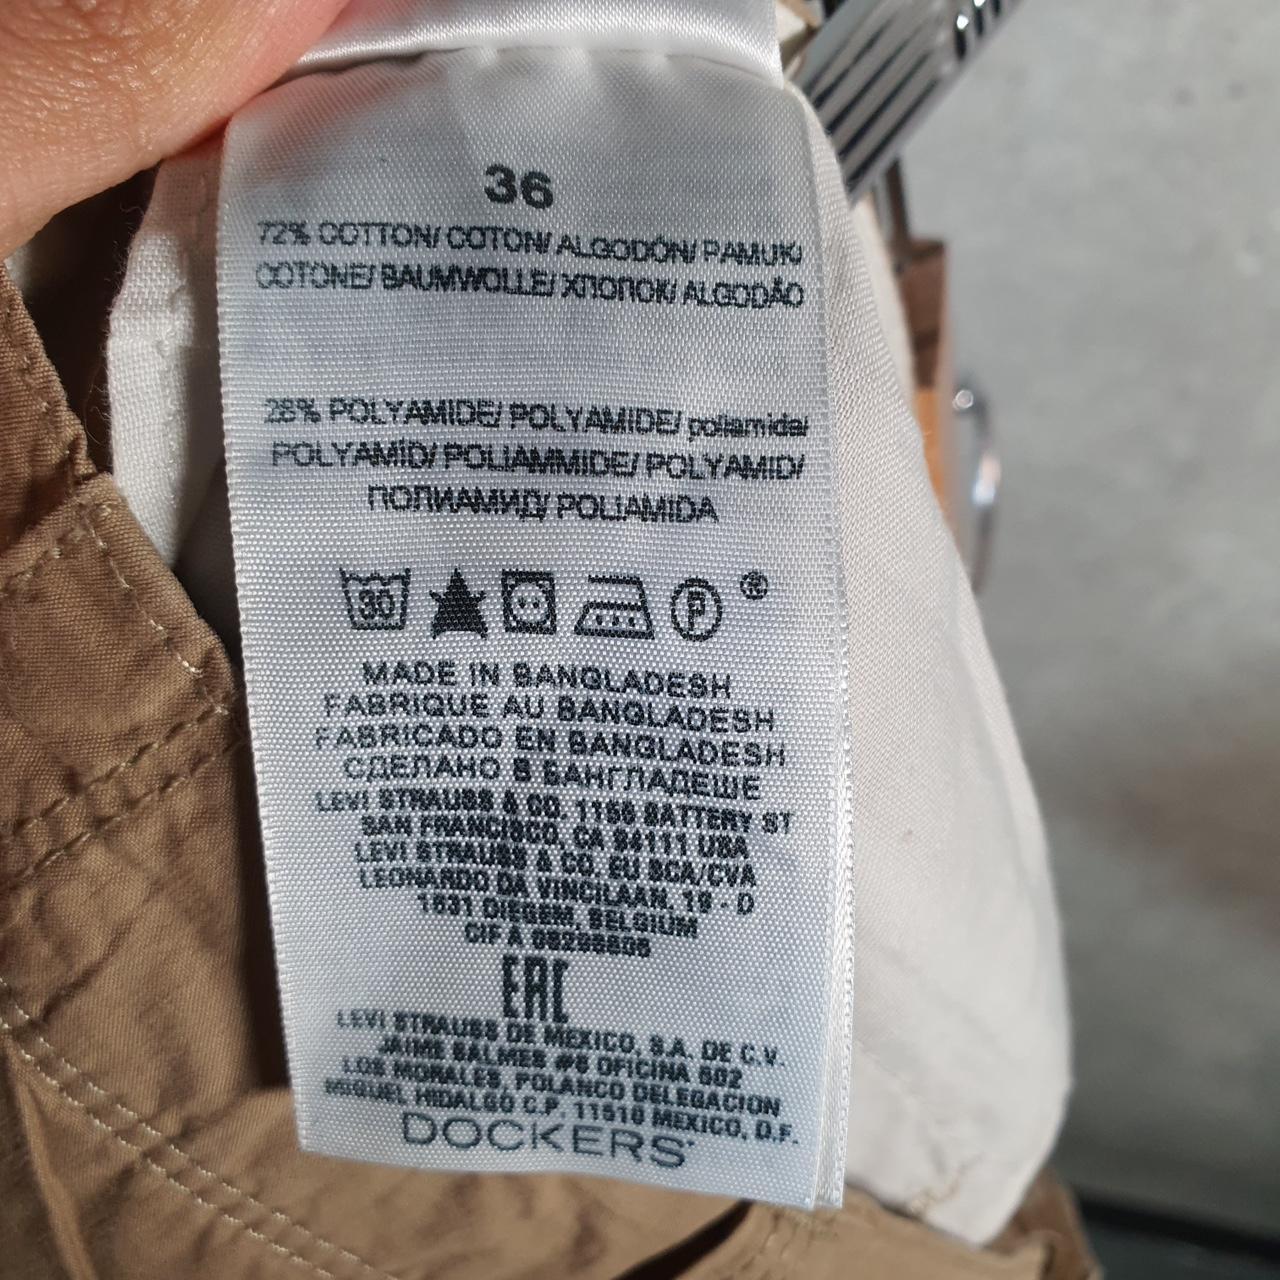 36
72% COTTON/ COTON/ ALGODÓN/ PAMUK/
COTONE/ BAUMWOLLE/ ХЛОПОК/ ALGODÃO
28% POLYAMIDE/ POLYAMIDE/ poliamida/
POLYAMİD/ POLIAMMIDE/ POLYAMID/
ПОЛИАМИД/ POLIAMIDA
30
P ®
MADE IN BANGLADESH
FABRIQUE AU BANGLADESH
FABRICADO EN BANGLADESH
СДЕЛАНО В БАНГЛАДЕШЕ
LEVI STRAUSS & CO. 1155 BATTERY ST
SAN FRANCISCO, CA 94111 USA
LEVI STRAUSS & CO. EU SCA/CVA
LEONARDO DA VINCILAAN, 19 - D
1831 DIEGEM, BELGIUM
CIF A
EAC
LEVI STRAUSS DE MEXICO, S.A. DE C.V.
JAIME BALMES #8 OFICINA 602
LOS MORALES, POLANCO DELEGACION
MIGUEL HIDALGO C.P. 11510 MEXICO, D.F.
DOCKERS